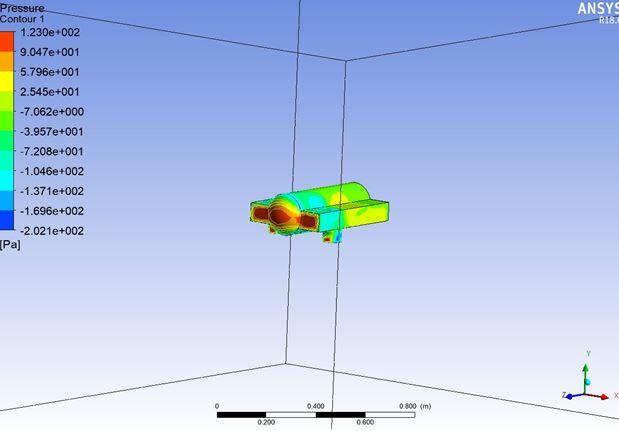 Pressure
Contour 1
1.230e+002
9.047e+001
5.796e+001
2.545e+001
-7.062e+000
-3.957e+001
-7.208e+001
-1.046e+002
-1.371e+002
-1.696e+002
-2.021e+002
[Pa]
ANSYS
R18.0
Y
Z
X
0
0.400
0.800 (m)
0.200
0.600